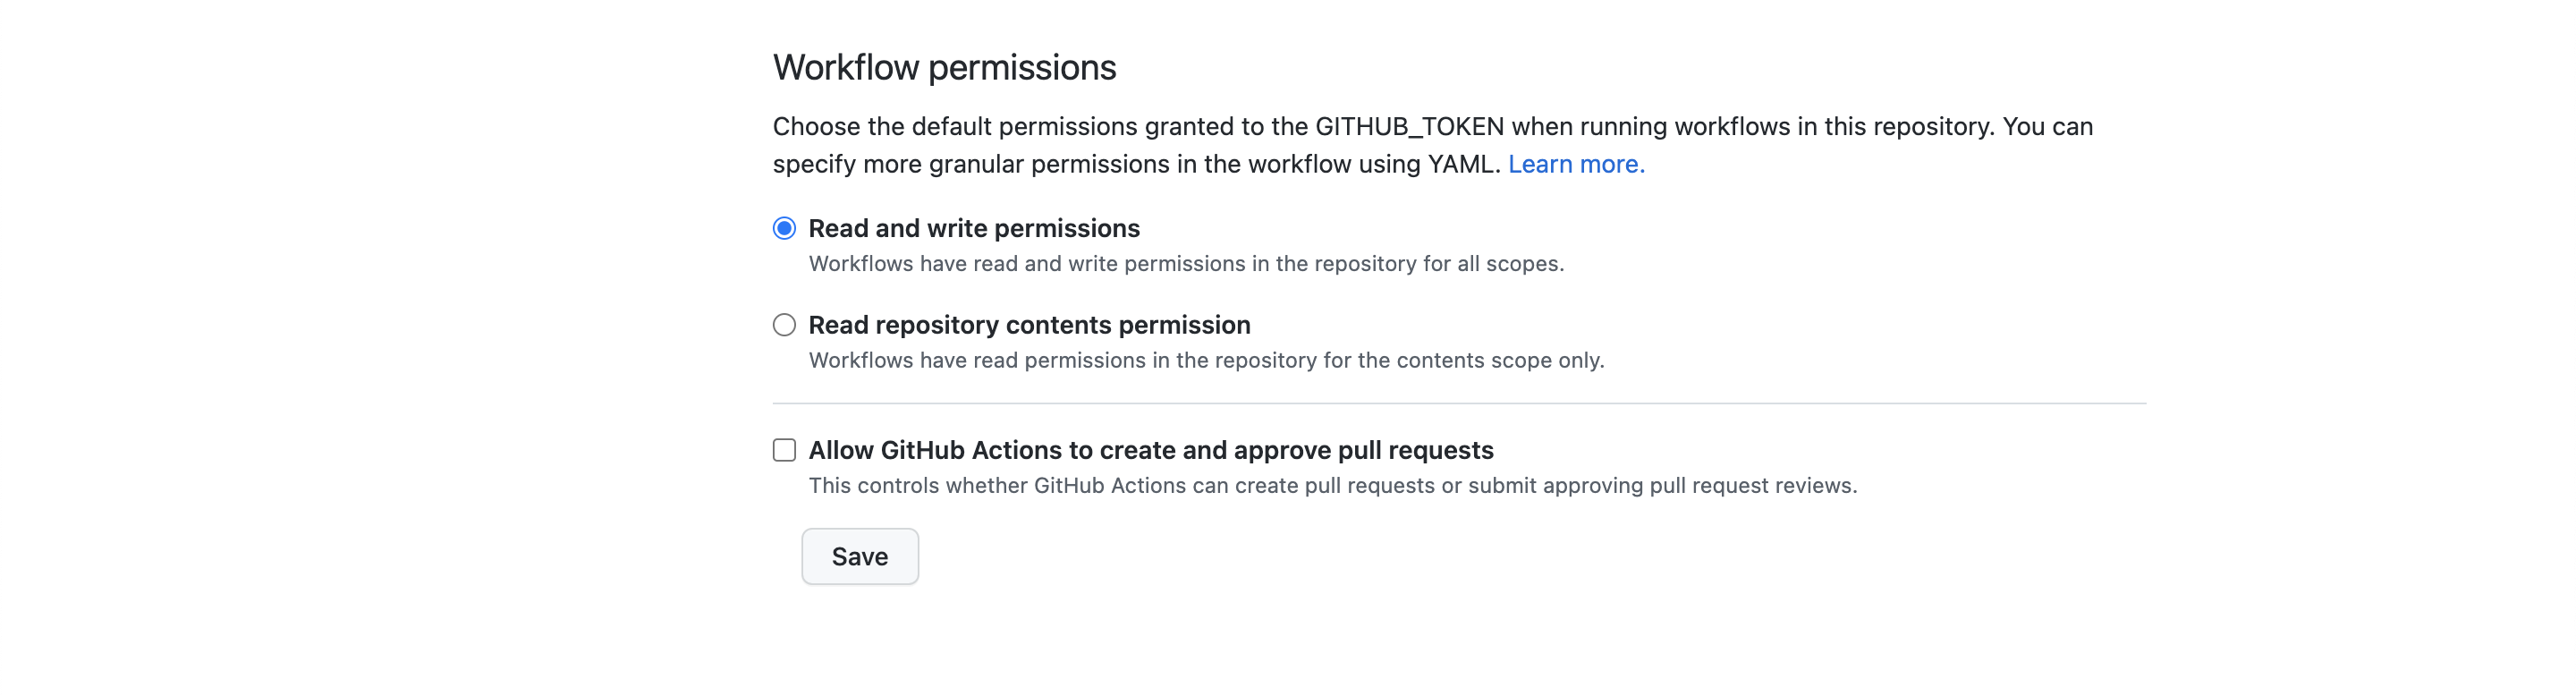 Workflow permissions
Choose the default permissions granted to the GITHUB_TOKEN when running workflows in this repository. You can
specify more granular permissions in the workflow using YAML. Learn more.
Read and write permissions
Workflows have read and write permissions in the repository for all scopes.
Read repository contents permission
Workflows have read permissions in the repository for the contents scope only.
Allow GitHub Actions to create and approve pull requests
This controls whether GitHub Actions can create pull requests or submit approving pull request reviews.
Save